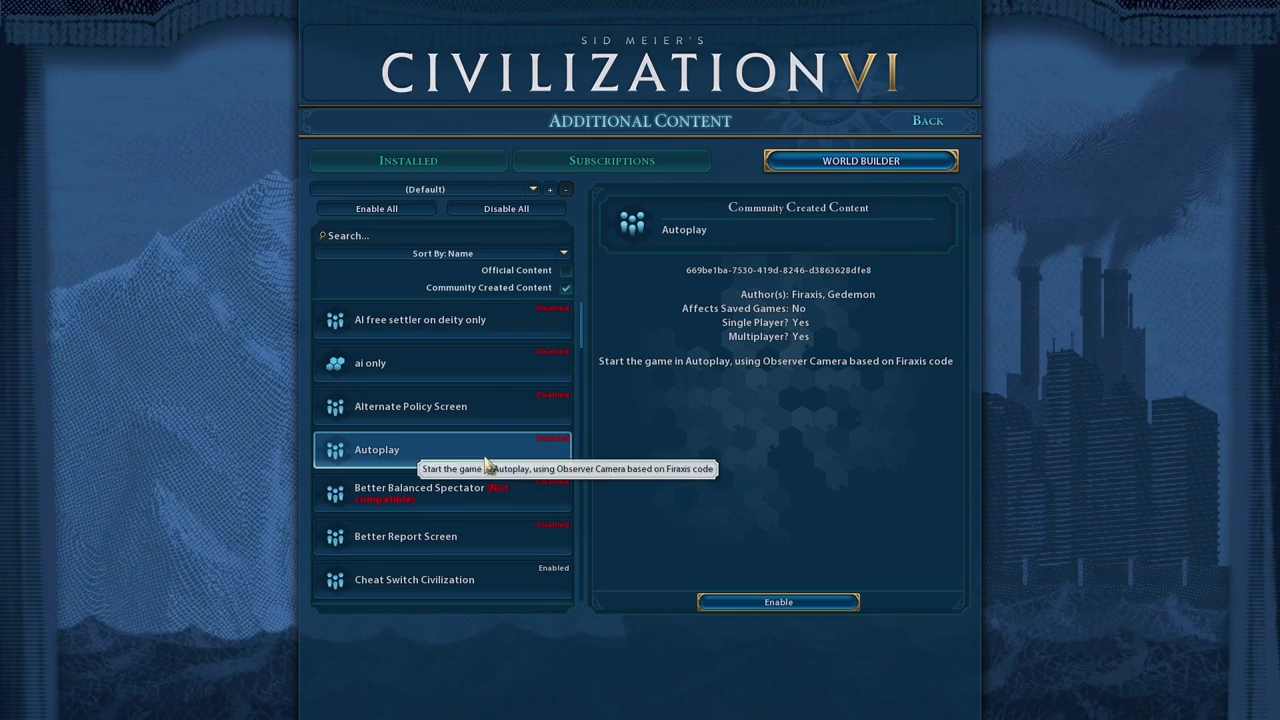 SID MEIER'S
CIVILIZATION VI
ADDITIONAL CONTENT
BACK
INSTALLED
SUBSCRIPTIONS
WORLD BUILDER
(Default)
+
-
Enable All
Disable All
Search...
Sort By: Name
Official Content
Community Created Content
Disabled
AI free settler on deity only
Disabled
ai only
Disabled
Alternate Policy Screen
Disabled
Autoplay
Start the game Autoplay, using Observer Camera based on Firaxis code
Better Balanced Spectator (Not
compatible)
Disabled
Better Report Screen
Enabled
Cheat Switch Civilization
Community Created Content
Autoplay
669be1ba-7530-419d-8246-d3863628dfe8
Author(s): Firaxis, Gedemon
Affects Saved Games: No
Single Player? Yes
Multiplayer? Yes
Start the game in Autoplay, using Observer Camera based on Firaxis code
Enable